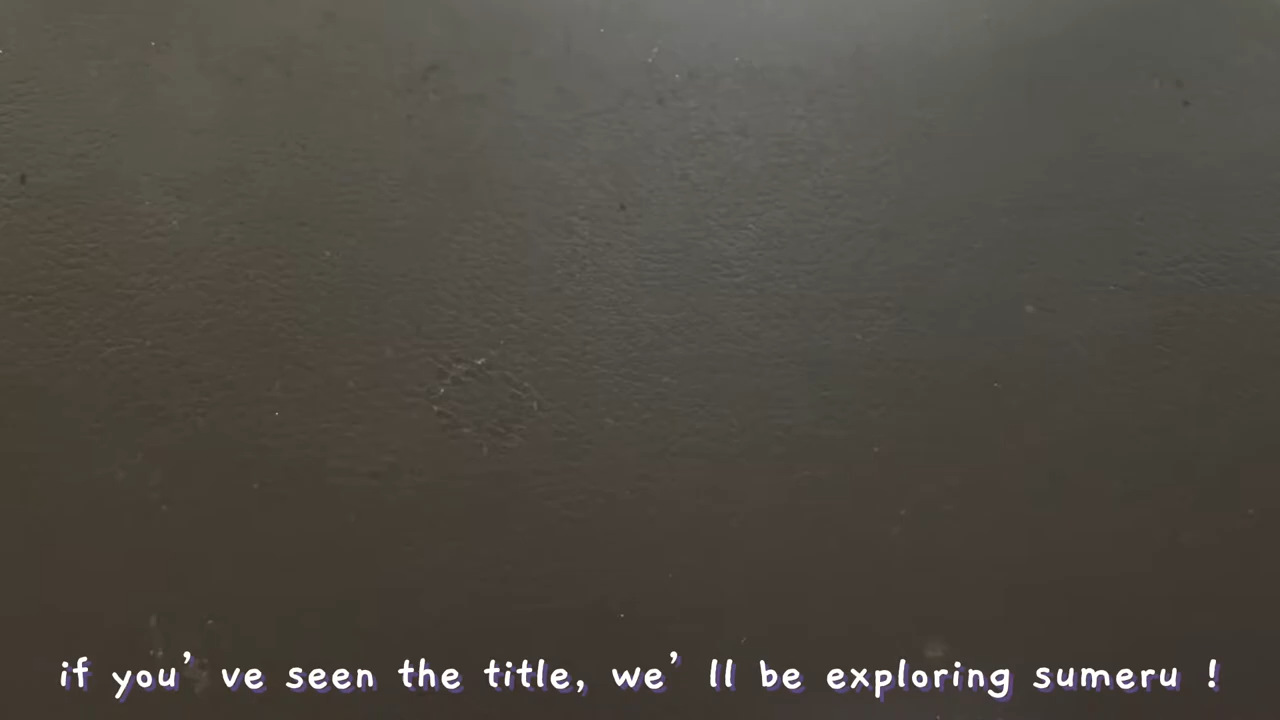 if you’ ve seen the title, we’ ll be exploring sumeru !